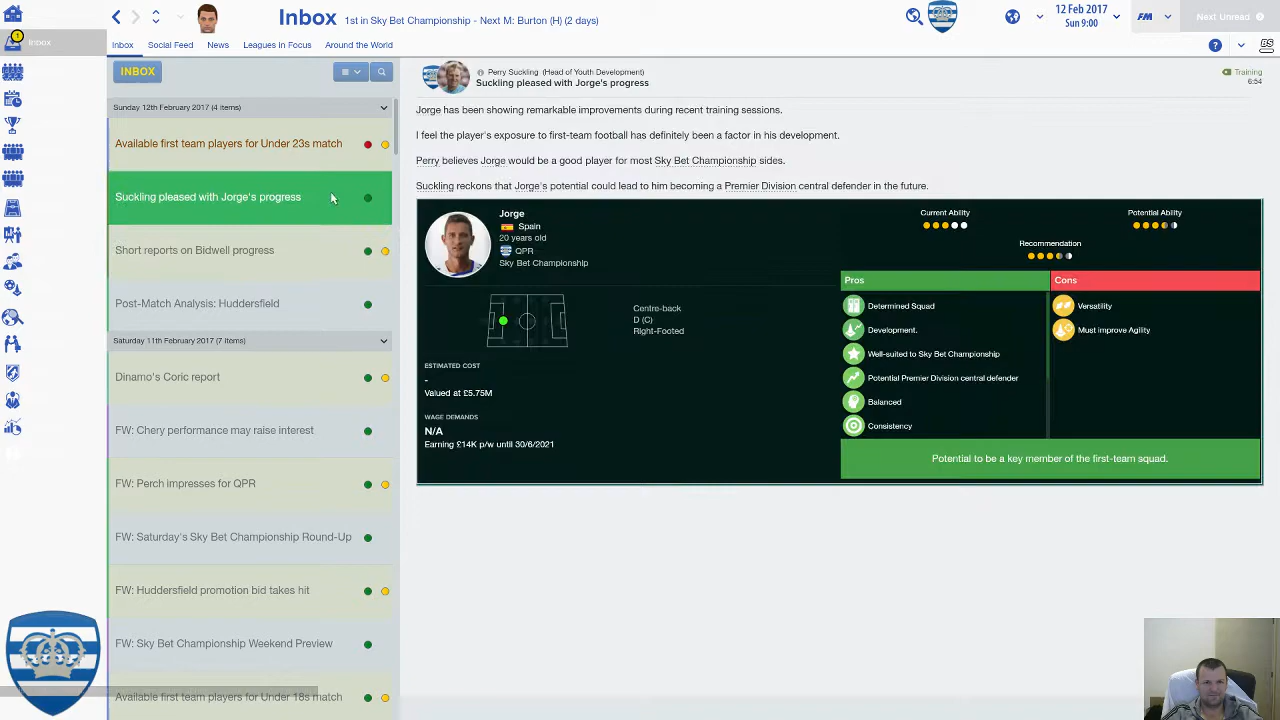 Inbox
1st in Sky Bet Championship - Next M: Burton (H) (2 days)
12 Feb 2017
Sun 9:00
FM
Next Unread
1
Inbox
Inbox
Social Feed
News
Leagues in Focus
Around the World
INBOX
Sunday 12th February 2017 (4 items)
Available first team players for Under 23s match
Suckling pleased with Jorge's progress
Short reports on Bidwell progress
Post-Match Analysis: Huddersfield
Saturday 11th February 2017 (7 items)
Dinamo's Coric report
FW: Chery performance may raise interest
FW: Perch impresses for QPR
FW: Saturday's Sky Bet Championship Round-Up
FW: Huddersfield promotion bid takes hit
FW: Sky Bet Championship Weekend Preview
Available first team players for Under 18s match
Perry Suckling (Head of Youth Development)
Suckling pleased with Jorge's progress
Training
6:54
Jorge has been showing remarkable improvements during recent training sessions.
I feel the player's exposure to first-team football has definitely been a factor in his development.
Perry believes Jorge would be a good player for most Sky Bet Championship sides.
Suckling reckons that Jorge's potential could lead to him becoming a Premier Division central defender in the future.
Jorge
Spain
20 years old
QPR
Sky Bet Championship
Current Ability
Potential Ability
Recommendation
Centre-back
D (C)
Right-Footed
ESTIMATED COST
-
Valued at £5.75M
WAGE DEMANDS
N/A
Earning £14K p/w until 30/6/2021
Pros
Determined Squad
Development.
Well-suited to Sky Bet Championship
Potential Premier Division central defender
Balanced
Consistency
Cons
Versatility
Must improve Agility
Potential to be a key member of the first-team squad.